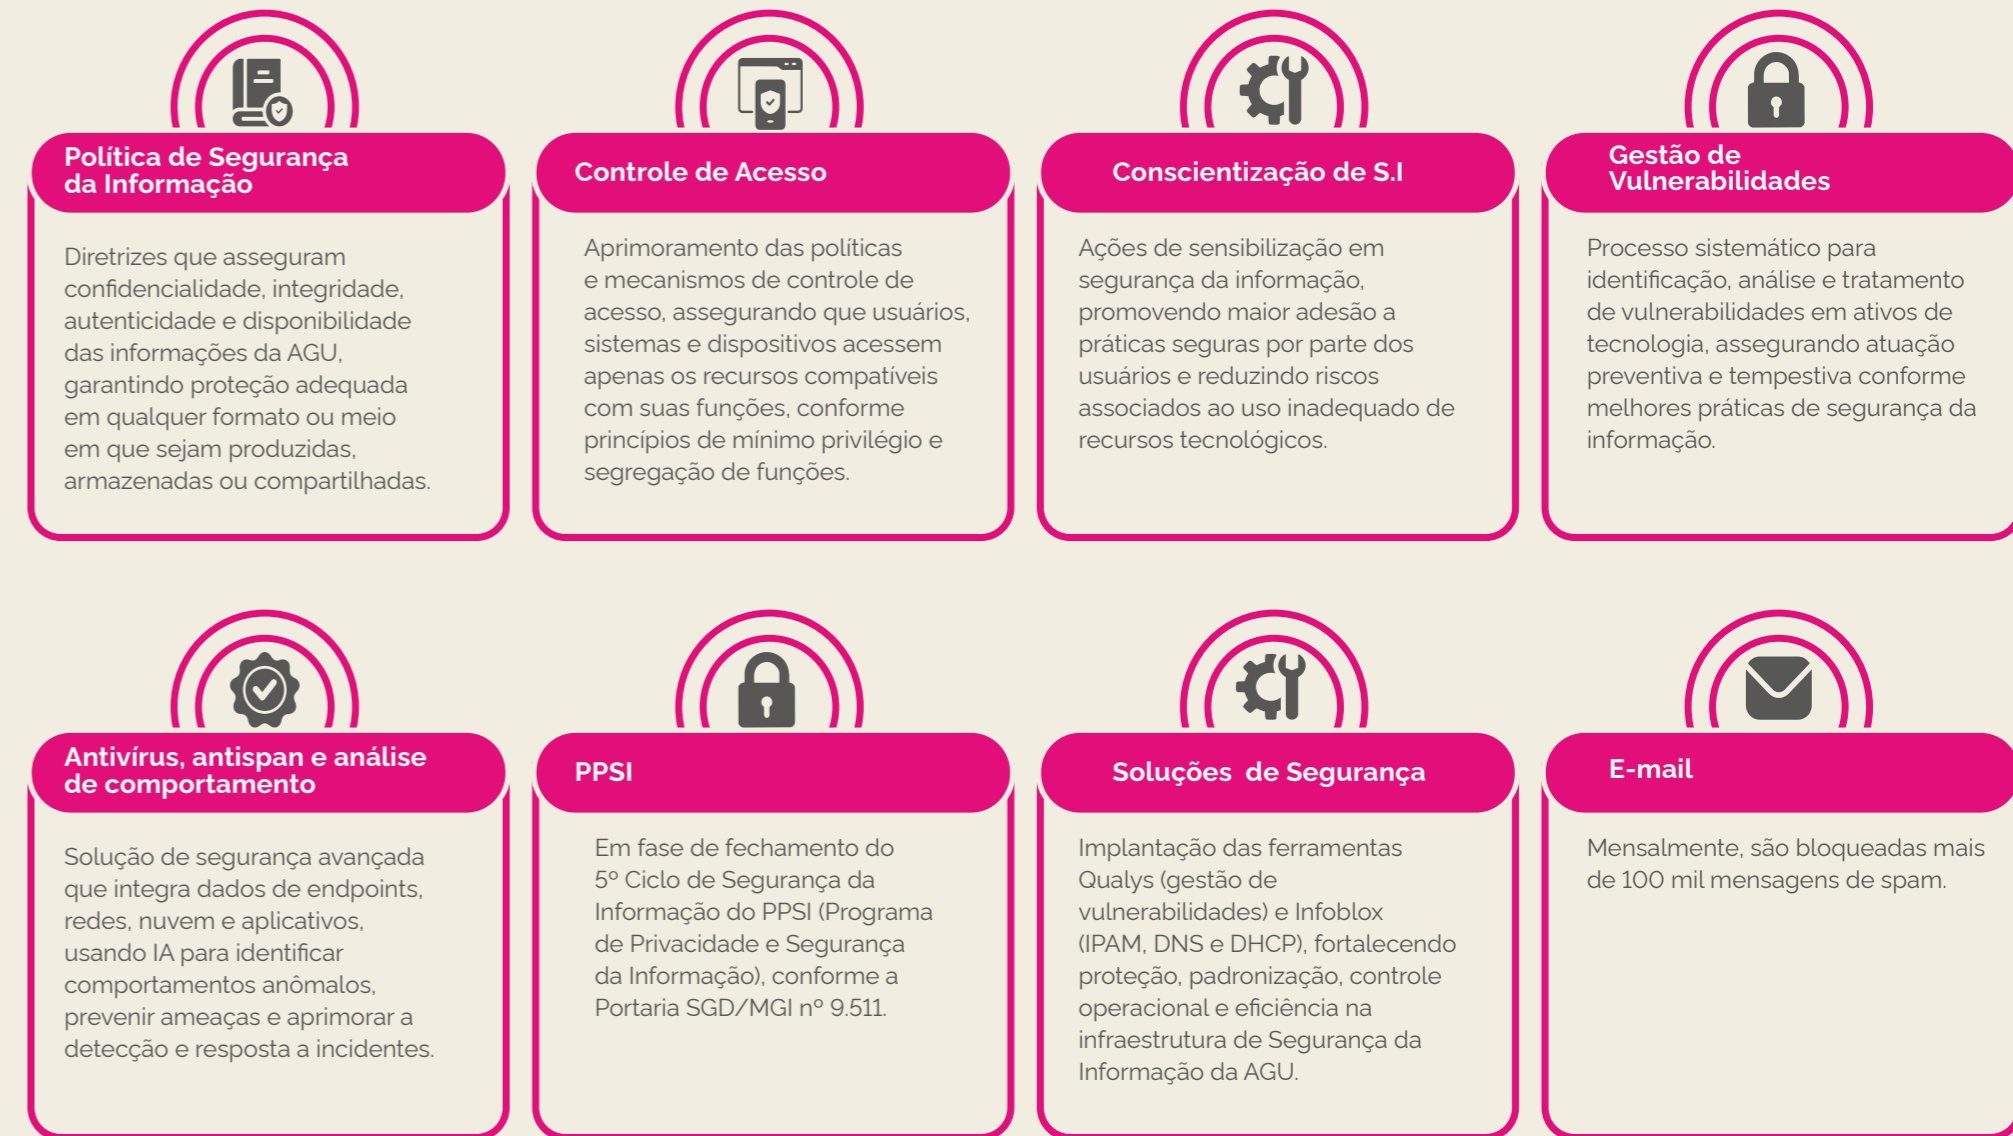 Política de Segurança
da Informação
Diretrizes que asseguram
confidencialidade, integridade,
autenticidade e disponibilidade
das informações da AGU,
garantindo proteção adequada
em qualquer formato ou meio
em que sejam produzidas,
armazenadas ou compartilhadas.
Controle de Acesso
Aprimoramento das políticas
e mecanismos de controle de
acesso, assegurando que usuários,
sistemas e dispositivos acessem
apenas os recursos compatíveis
com suas funções, conforme
princípios de mínimo privilégio e
segregação de funções.
Conscientização de S.I
Ações de sensibilização em
segurança da informação,
promovendo maior adesão a
práticas seguras por parte dos
usuários e reduzindo riscos
associados ao uso inadequado de
recursos tecnológicos.
Gestão de
Vulnerabilidades
Processo sistemático para
identificação, análise e tratamento
de vulnerabilidades em ativos de
tecnologia, assegurando atuação
preventiva e tempestiva conforme
melhores práticas de segurança da
informação.
Antivírus, antispan e análise
de comportamento
Solução de segurança avançada
que integra dados de endpoints,
redes, nuvem e aplicativos,
usando IA para identificar
comportamentos anômalos,
prevenir ameaças e aprimorar a
detecção e resposta a incidentes.
PPSI
Em fase de fechamento do
5º Ciclo de Segurança da
Informação do PPSI (Programa
de Privacidade e Segurança
da Informação), conforme a
Portaria SGD/MGI nº 9.511.
Soluções de Segurança
Implantação das ferramentas
Qualys (gestão de
vulnerabilidades) e Infoblox
(IPAM, DNS e DHCP), fortalecendo
proteção, padronização, controle
operacional e eficiência na
infraestrutura de Segurança da
Informação da AGU.
E-mail
Mensalmente, são bloqueadas mais
de 100 mil mensagens de spam.